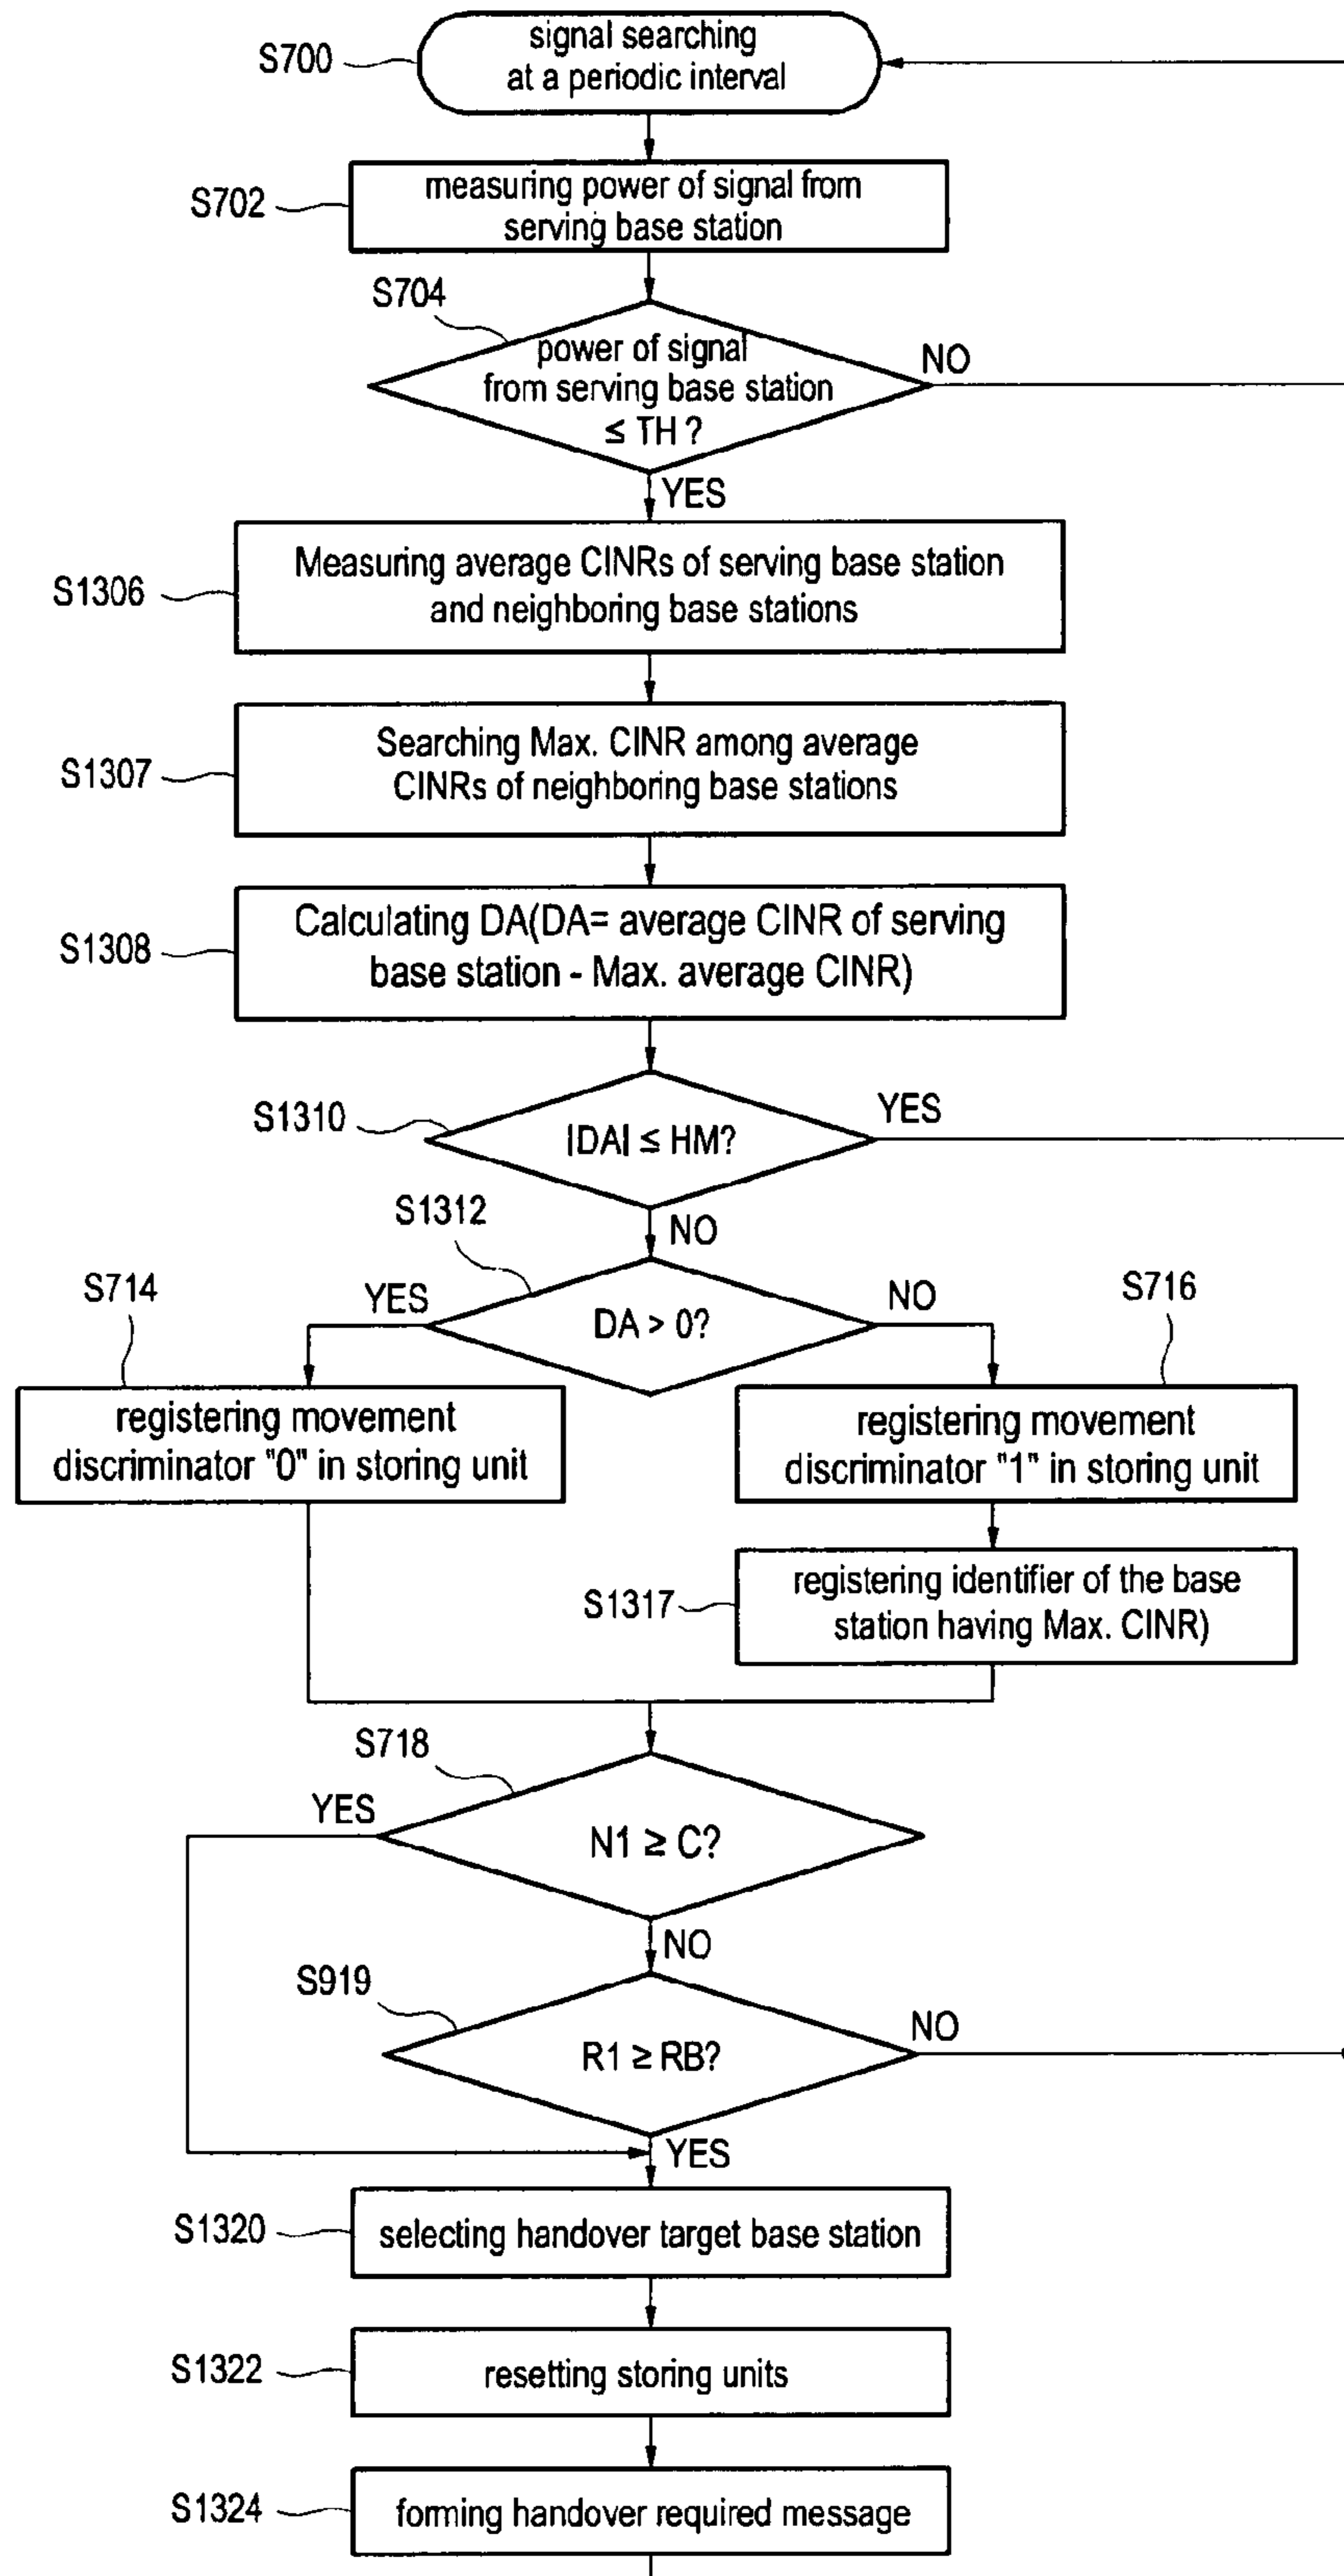 S700
signal searching
at a periodic interval
S702
measuring power of signal from
serving base station
S704
power of signal
from serving base station
≤ TH ?
NO
YES
S1306
Measuring average CINRs of serving base station
and neighboring base stations
S1307
Searching Max. CINR among average
CINRs of neighboring base stations
S1308
Calculating DA(DA= average CINR of serving
base station - Max. average CINR)
S1310
|DA| ≤ HM?
YES
NO
S1312
DA > 0?
YES
NO
S714
registering movement
discriminator "0" in storing unit
S716
registering movement
discriminator "1" in storing unit
S1317
registering identifier of the base
station having Max. CINR)
S718
N1 ≥ C?
YES
NO
S919
R1 ≥ RB?
NO
YES
S1320
selecting handover target base station
S1322
resetting storing units
S1324
forming handover required message